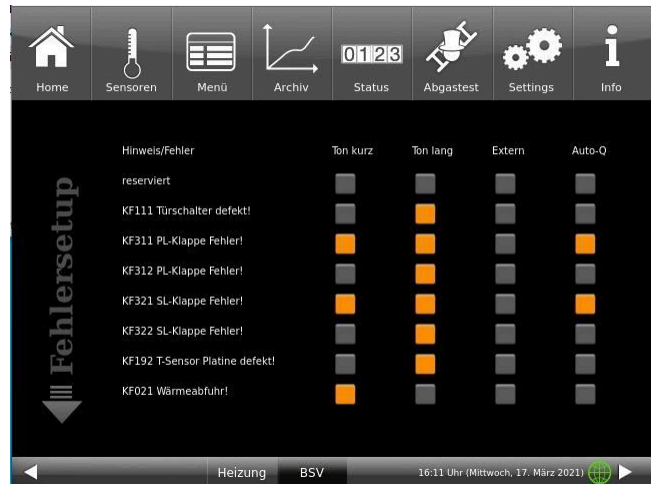 0123
Home Sensoren Menü Archiv Status Abgastest Settings Info
Fehlersetup
Hinweis/Fehler Ton kurz Ton lang Extern Auto-Q
reserviert
KF111 Türschalter defekt!
KF311 PL-Klappe Fehler!
KF312 PL-Klappe Fehler!
KF321 SL-Klappe Fehler!
KF322 SL-Klappe Fehler!
KF192 T-Sensor Platine defekt!
KF021 Wärmeabfuhr!
Heizung BSV 16:11 Uhr (Mittwoch, 17. März 2021)